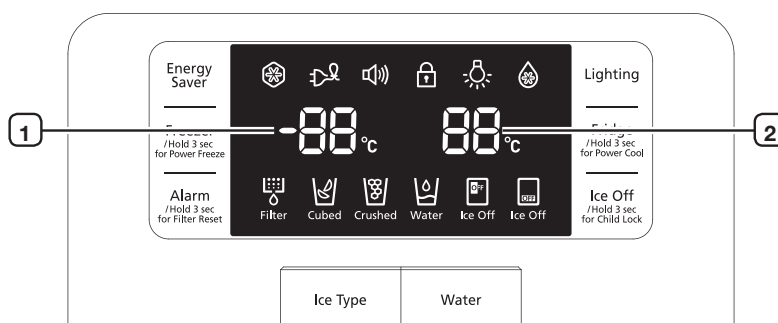 Energy
Saver
Lighting
1
Freezer
/Hold 3 sec
for Power Freeze
-88°C
88°C
Fridge
/Hold 3 sec
for Power Cool
2
Alarm
/Hold 3 sec
for Filter Reset
Filter
Cubed
Crushed
Water
OFF
Ice Off
OFF
Ice Off
Ice Off
/Hold 3 sec
for Child Lock
Ice Type
Water